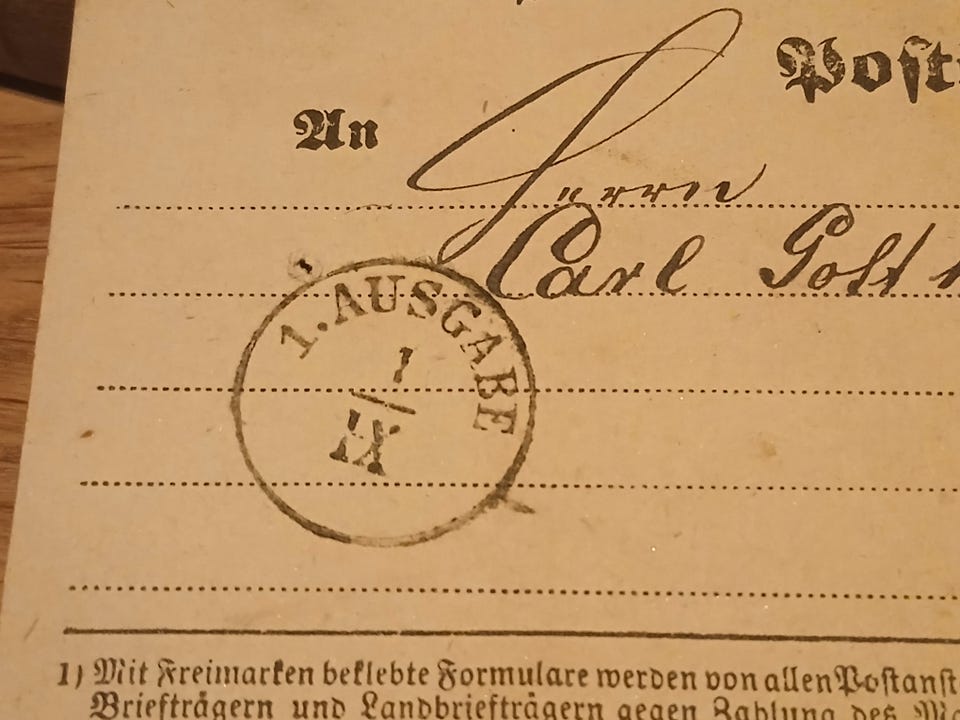 Post
An
Herrn
Carl Gott
1. AUSGABE
1
XI
1) Mit Freimarken beklebte Formulare werden von allen Postanst
Briefträgern und Landbriefträgern gegen Zahlung des